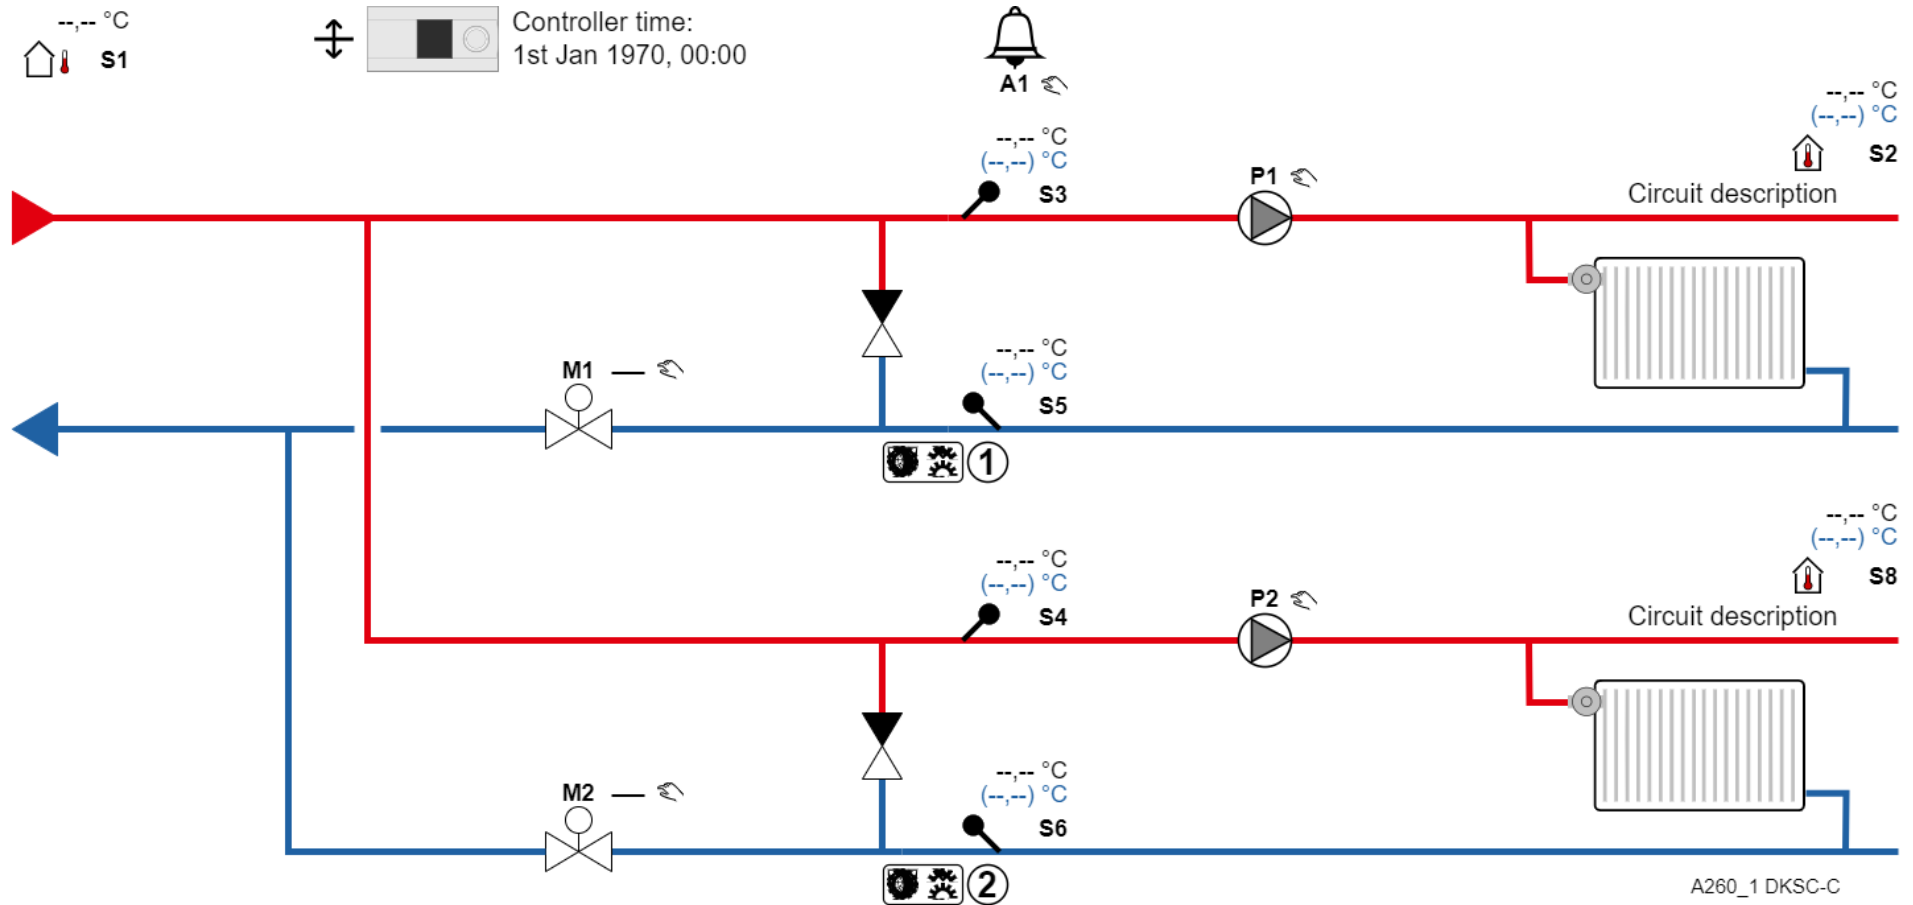 --,-- °C
S1
Controller time:
1st Jan 1970, 00:00
A1
--,-- °C
(--,--) °C
S2
Circuit description
--,-- °C
(--,--) °C
S3
P1
M1
--,-- °C
(--,--) °C
S5
1
--,-- °C
(--,--) °C
S8
Circuit description
--,-- °C
(--,--) °C
S4
P2
M2
--,-- °C
(--,--) °C
S6
2
A260_1 DKSC-C